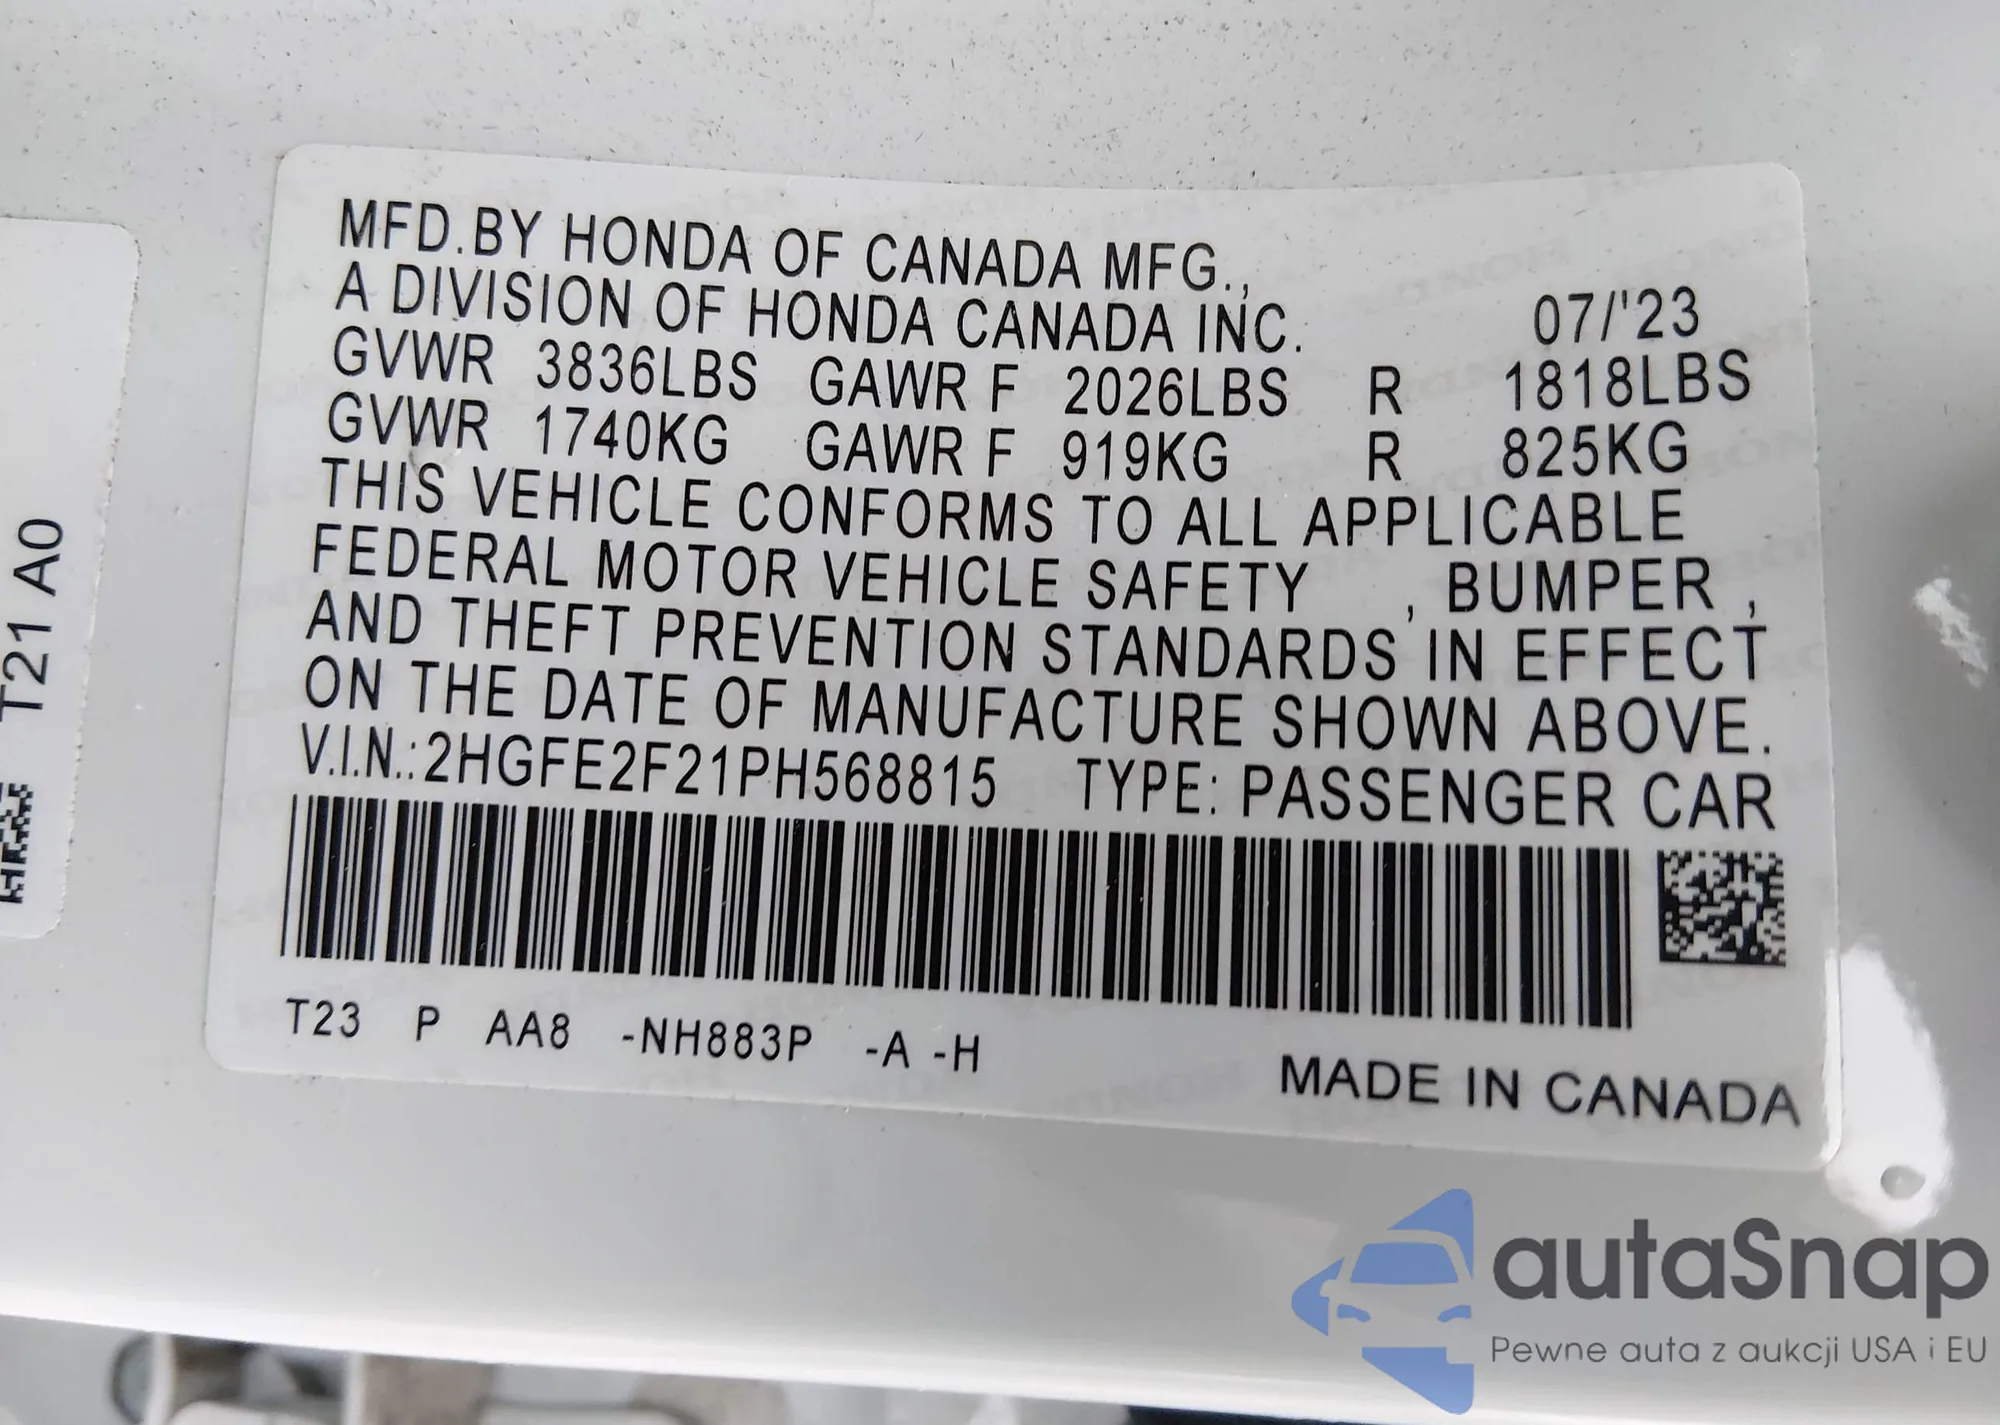 MFD.BY HONDA OF CANADA MFG.,
A DIVISION OF HONDA CANADA INC. 07/'23
GVWR 3836LBS GAWR F 2026LBS R 1818LBS
GVWR 1740KG GAWR F 919KG R 825KG
THIS VEHICLE CONFORMS TO ALL APPLICABLE
FEDERAL MOTOR VEHICLE SAFETY , BUMPER ,
AND THEFT PREVENTION STANDARDS IN EFFECT
ON THE DATE OF MANUFACTURE SHOWN ABOVE.
V.I.N.:2HGFE2F21PH568815 TYPE: PASSENGER CAR
T23 P AA8 -NH883P -A -H
MADE IN CANADA
T21 A0
autaSnap
Pewne auta z aukcji USA i EU